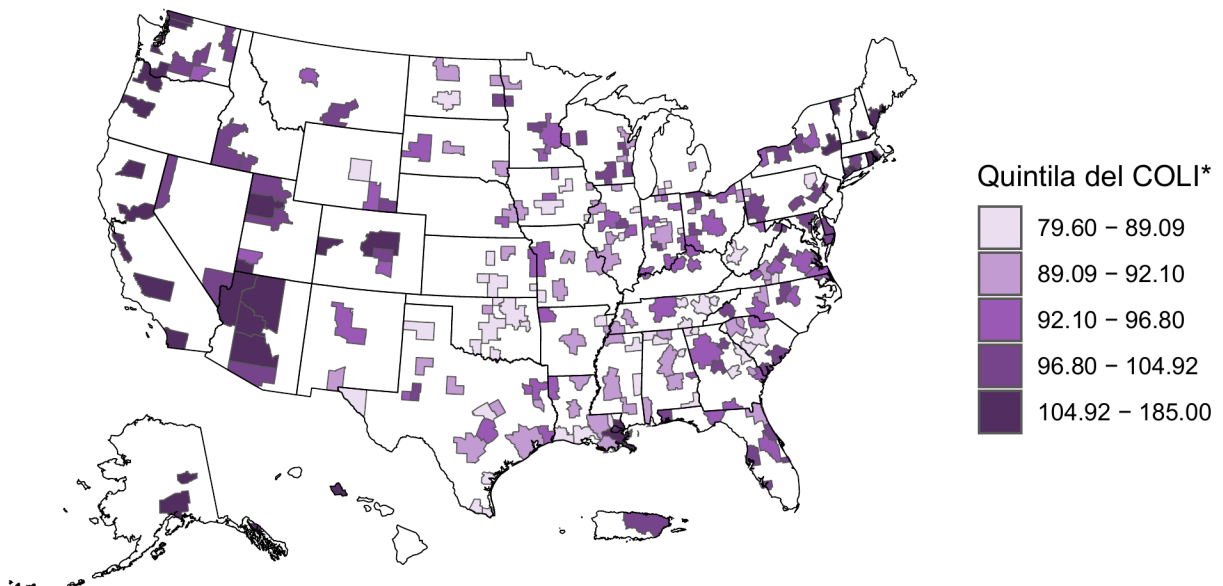 Quintila del COLI*
79.60 − 89.09
89.09 − 92.10
92.10 − 96.80
96.80 − 104.92
104.92 − 185.00